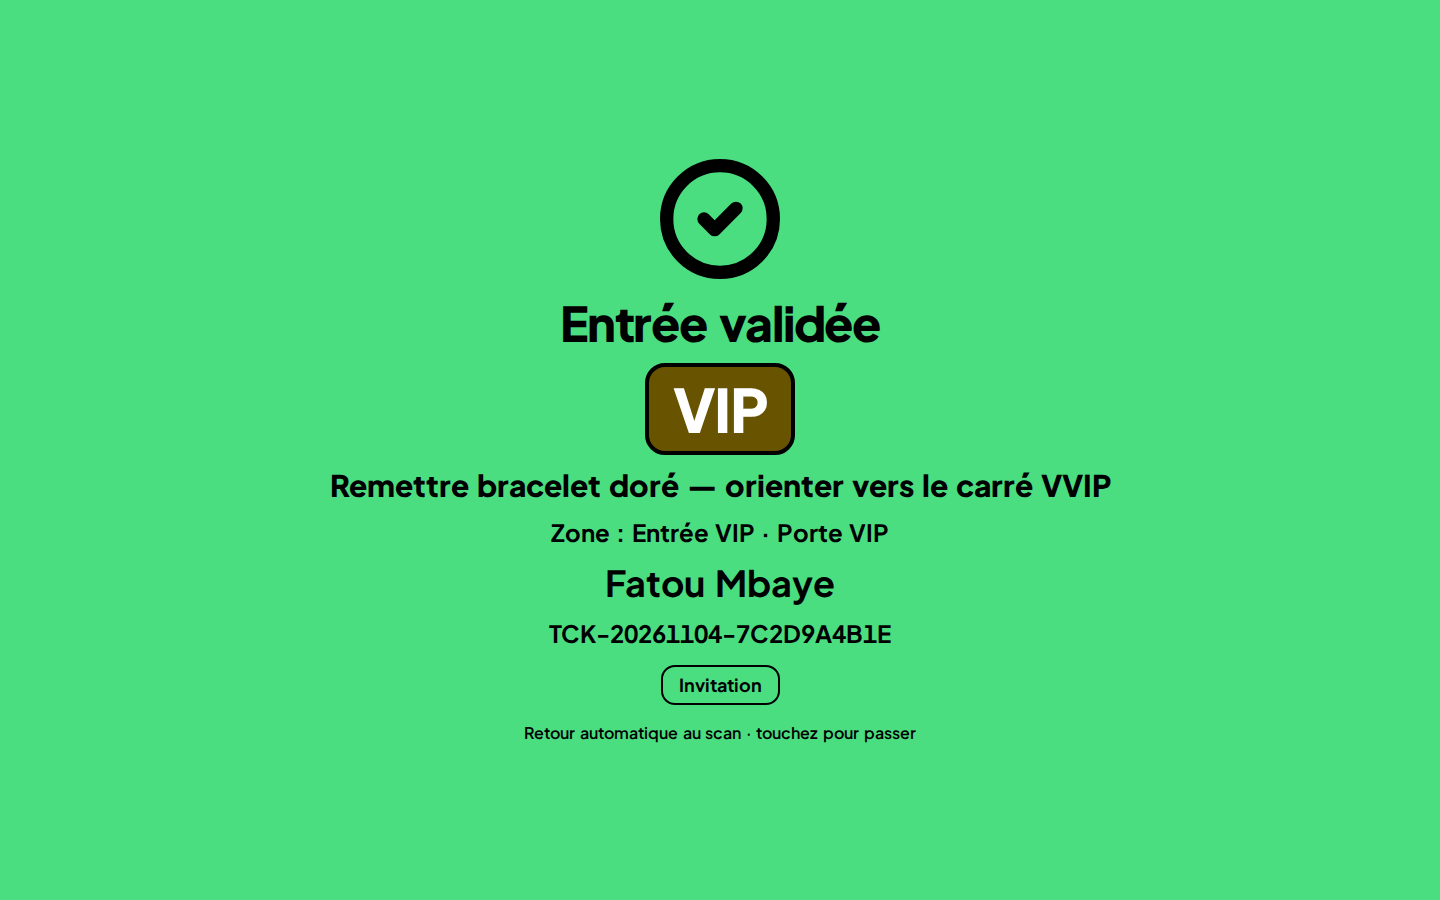 Entrée validée
VIP
Remettre bracelet doré — orienter vers le carré VVIP
Zone : Entrée VIP · Porte VIP
Fatou Mbaye
TCK-20261104-7C2D9A4B1E
Invitation
Retour automatique au scan · touchez pour passer